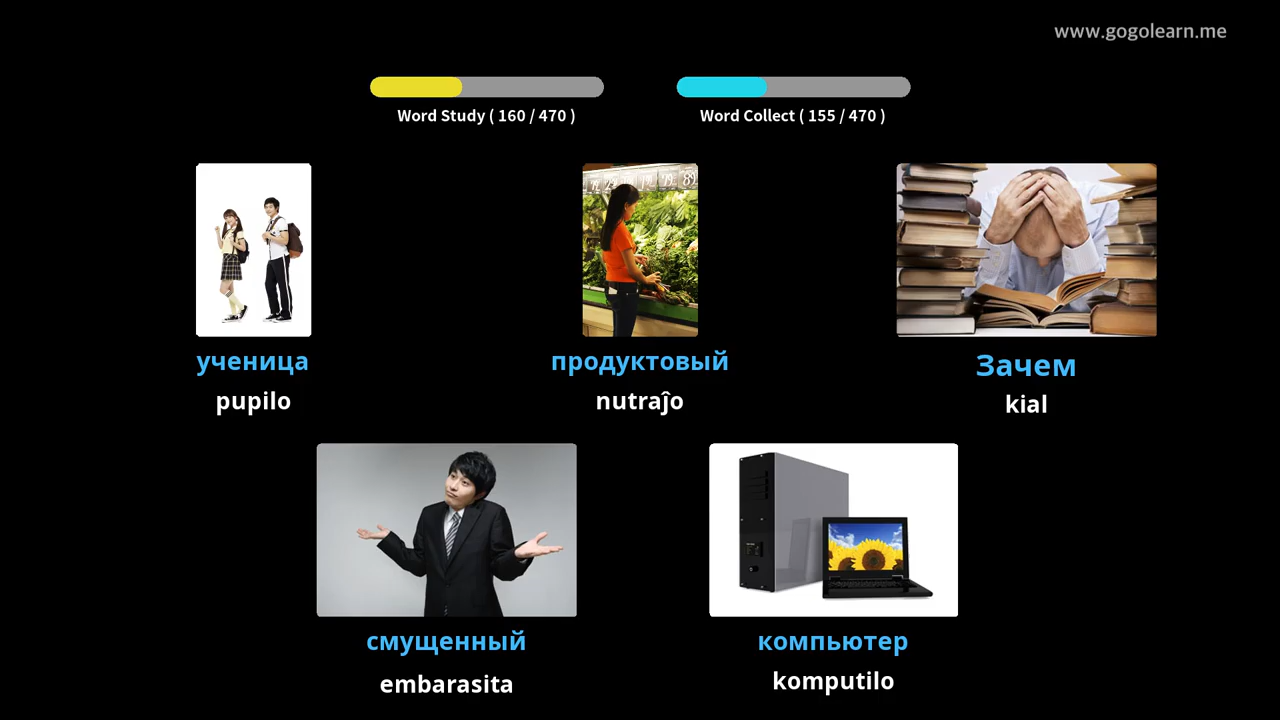 www.gogolearn.me
Word Study ( 160 / 470 )
Word Collect ( 155 / 470 )
ученица
pupilo
продуктовый
nutraĵo
Зачем
kial
смущенный
embarasita
компьютер
komputilo